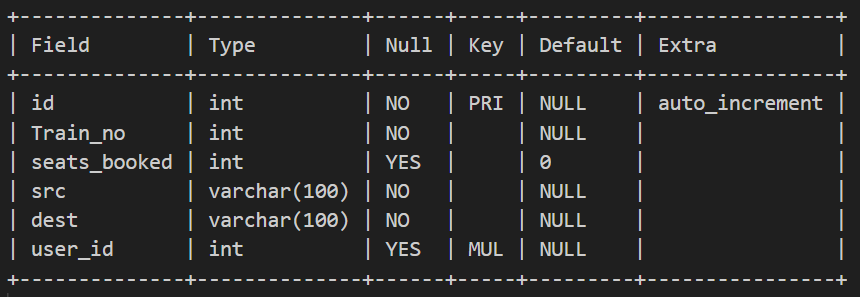 +--------------+--------------+------+-----+---------+----------------+
| Field        | Type         | Null | Key | Default | Extra          |
+--------------+--------------+------+-----+---------+----------------+
| id           | int          | NO   | PRI | NULL    | auto_increment |
| Train_no     | int          | NO   |     | NULL    |                |
| seats_booked | int          | YES  |     | 0       |                |
| src          | varchar(100) | NO   |     | NULL    |                |
| dest         | varchar(100) | NO   |     | NULL    |                |
| user_id      | int          | YES  | MUL | NULL    |                |
+--------------+--------------+------+-----+---------+----------------+